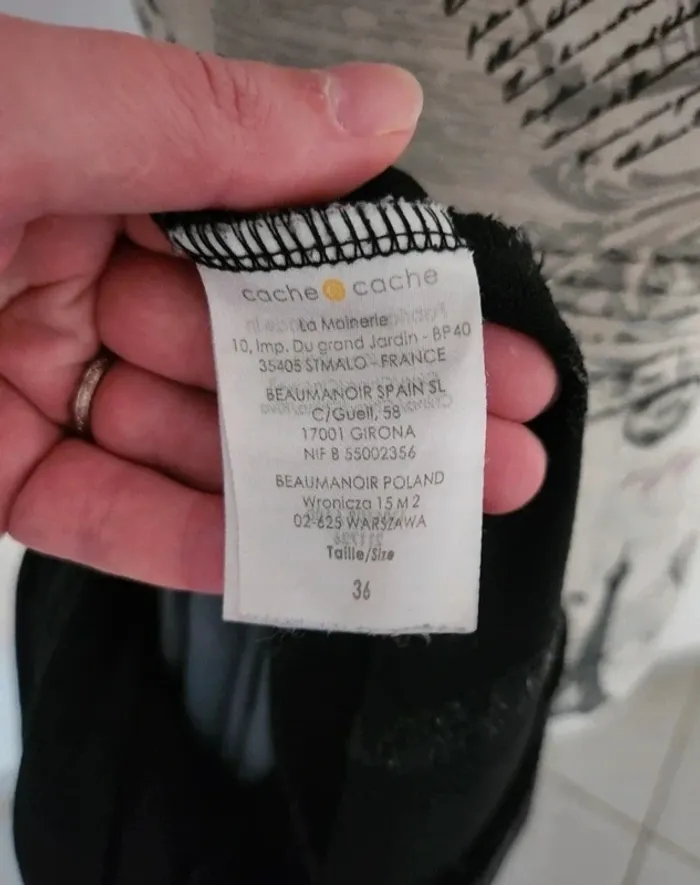 cache cache
La Mainerie
10, Imp. Du grand Jardin - BP40
35405 STMALO - FRANCE
BEAUMANOIR SPAIN SL
C/Guell, 58
17001 GIRONA
NIF B 55002356
BEAUMANOIR POLAND
Wronicza 15 M 2
02-625 WARSZAWA
Taille/Size
36